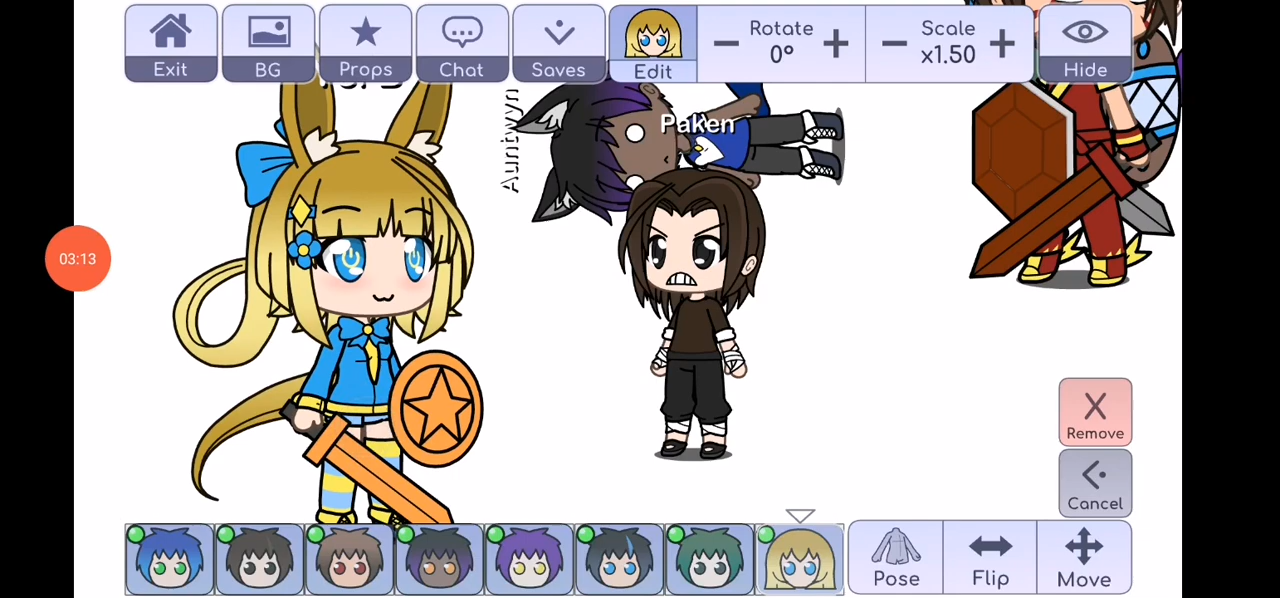 Exit
BG
Props
Chat
Saves
Edit
Rotate
0°
Scale
x1.50
Hide
Auntwyn
Paken
03:13
Remove
Cancel
Pose
Flip
Move